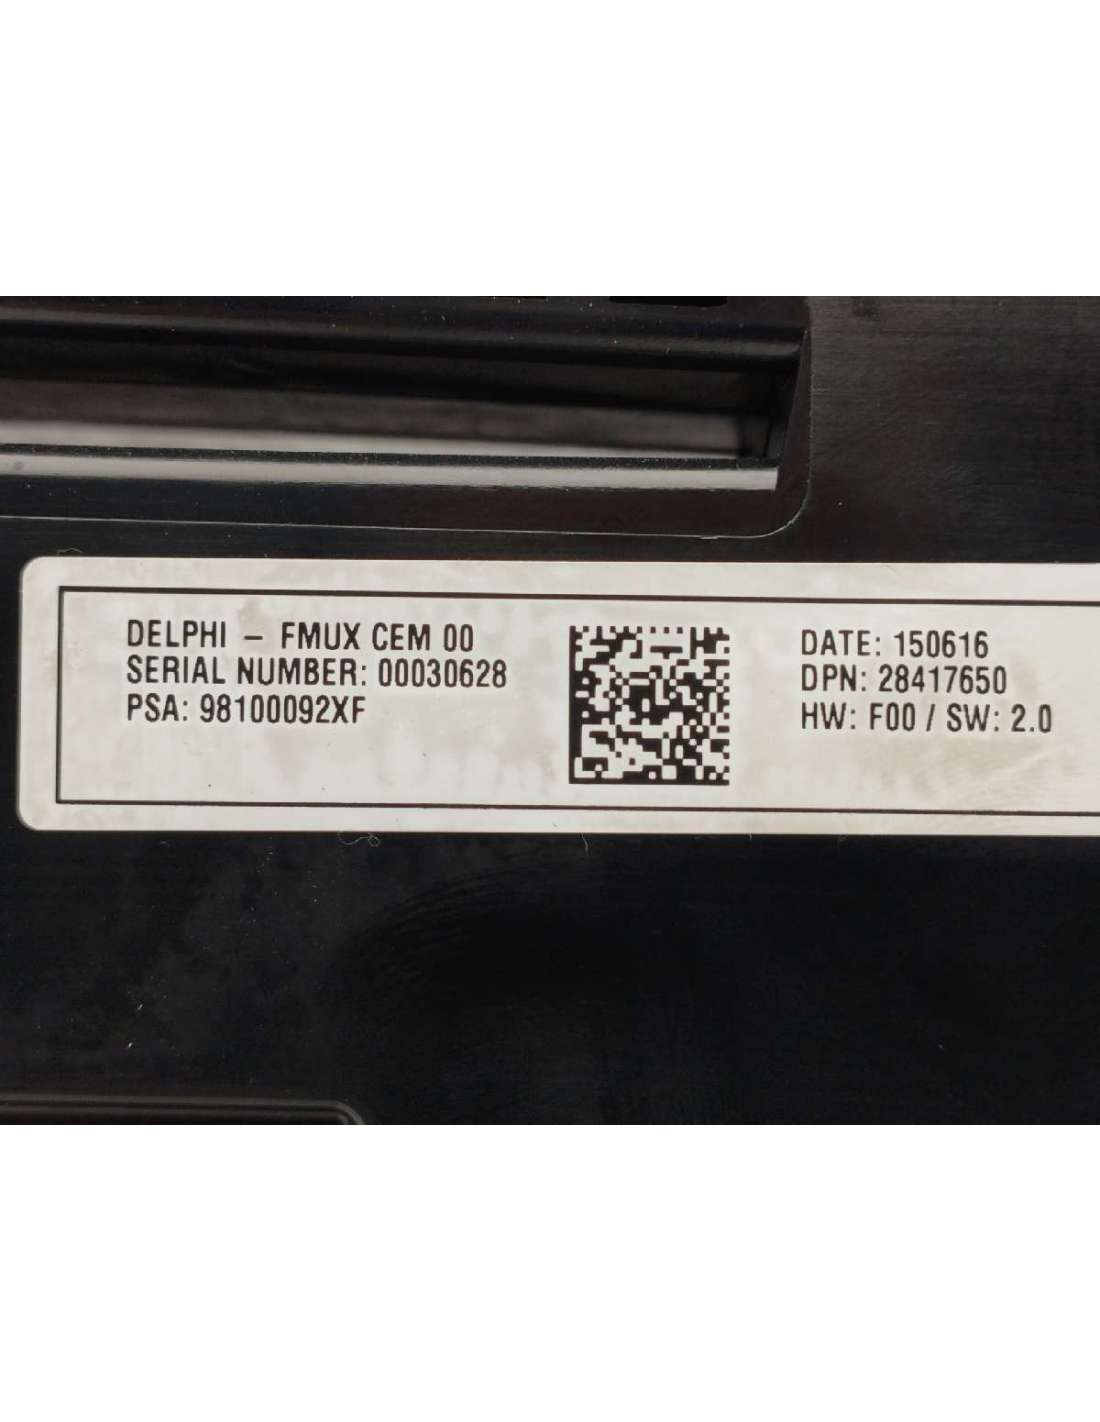 DELPHI – FMUX CEM 00
SERIAL NUMBER: 00030628
PSA: 98100092XF
DATE: 150616
DPN: 28417650
HW: F00 / SW: 2.0